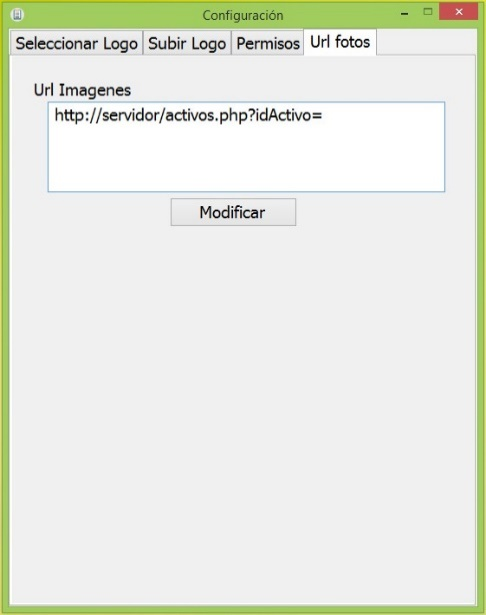 Configuración
Seleccionar Logo Subir Logo Permisos Url fotos
Url Imagenes
http://servidor/activos.php?idActivo=
Modificar